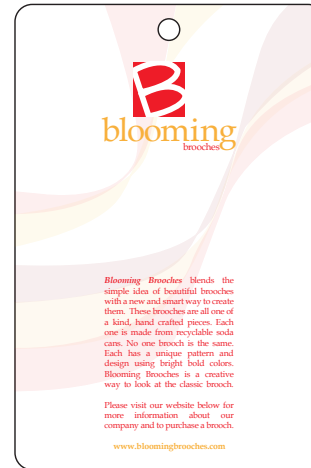 B
blooming
brooches
Blooming Brooches blends the
simple idea of beautiful brooches
with a new and smart way to create
them. These brooches are all one of
a kind, hand crafted pieces. Each
one is made from recyclable soda
cans. No one brooch is the same.
Each has a unique pattern and
design using bright bold colors.
Blooming Brooches is a creative
way to look at the classic brooch.
Please visit our website below for
more information about our
company and to purchase a brooch.
www.bloomingbrooches.com